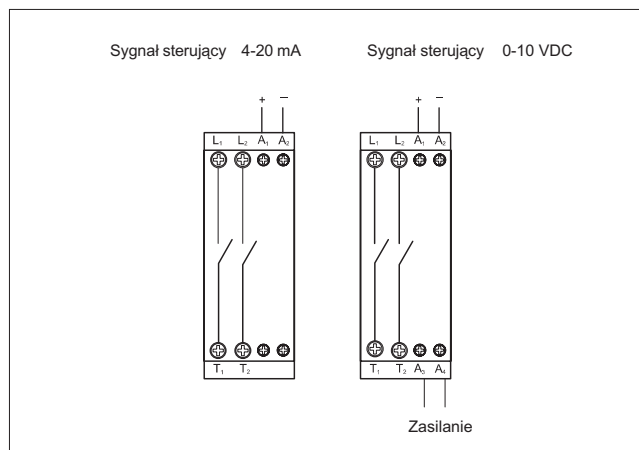 Sygnał sterujący 4-20 mA
Sygnał sterujący 0-10 VDC
+ −
+ −
L₁ L₂ A₁ A₂
L₁ L₂ A₁ A₂
T₁ T₂
T₁ T₂ A₃ A₄
Zasilanie